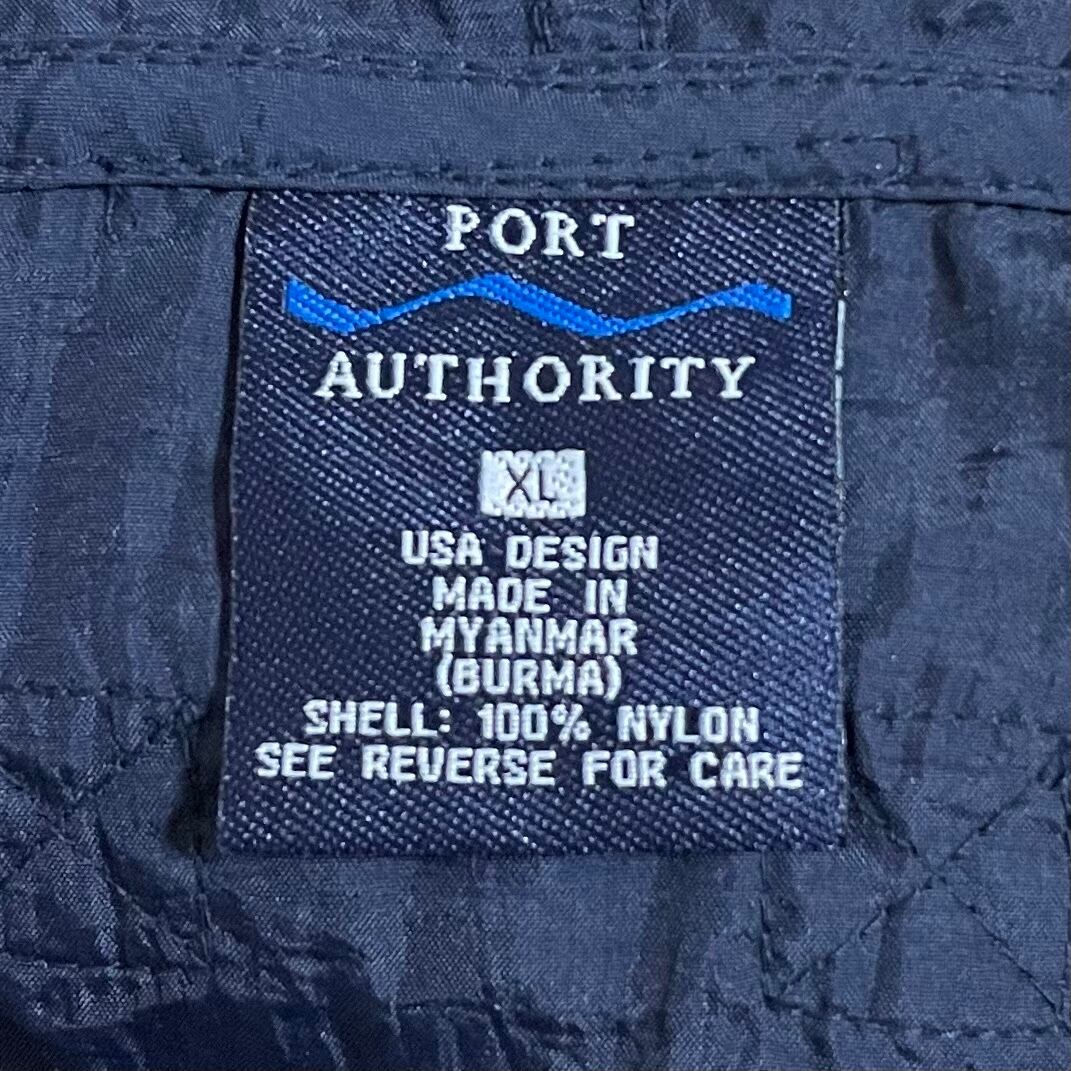 PORT
AUTHORITY
XL
USA DESIGN
MADE IN
MYANMAR
(BURMA)
SHELL: 100% NYLON
SEE REVERSE FOR CARE